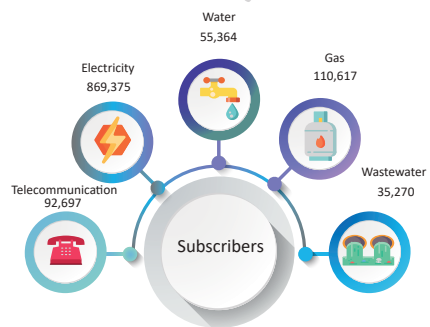 Water
55,364
Electricity
869,375
Gas
110,617
Telecommunication
92,697
Wastewater
35,270
Subscribers